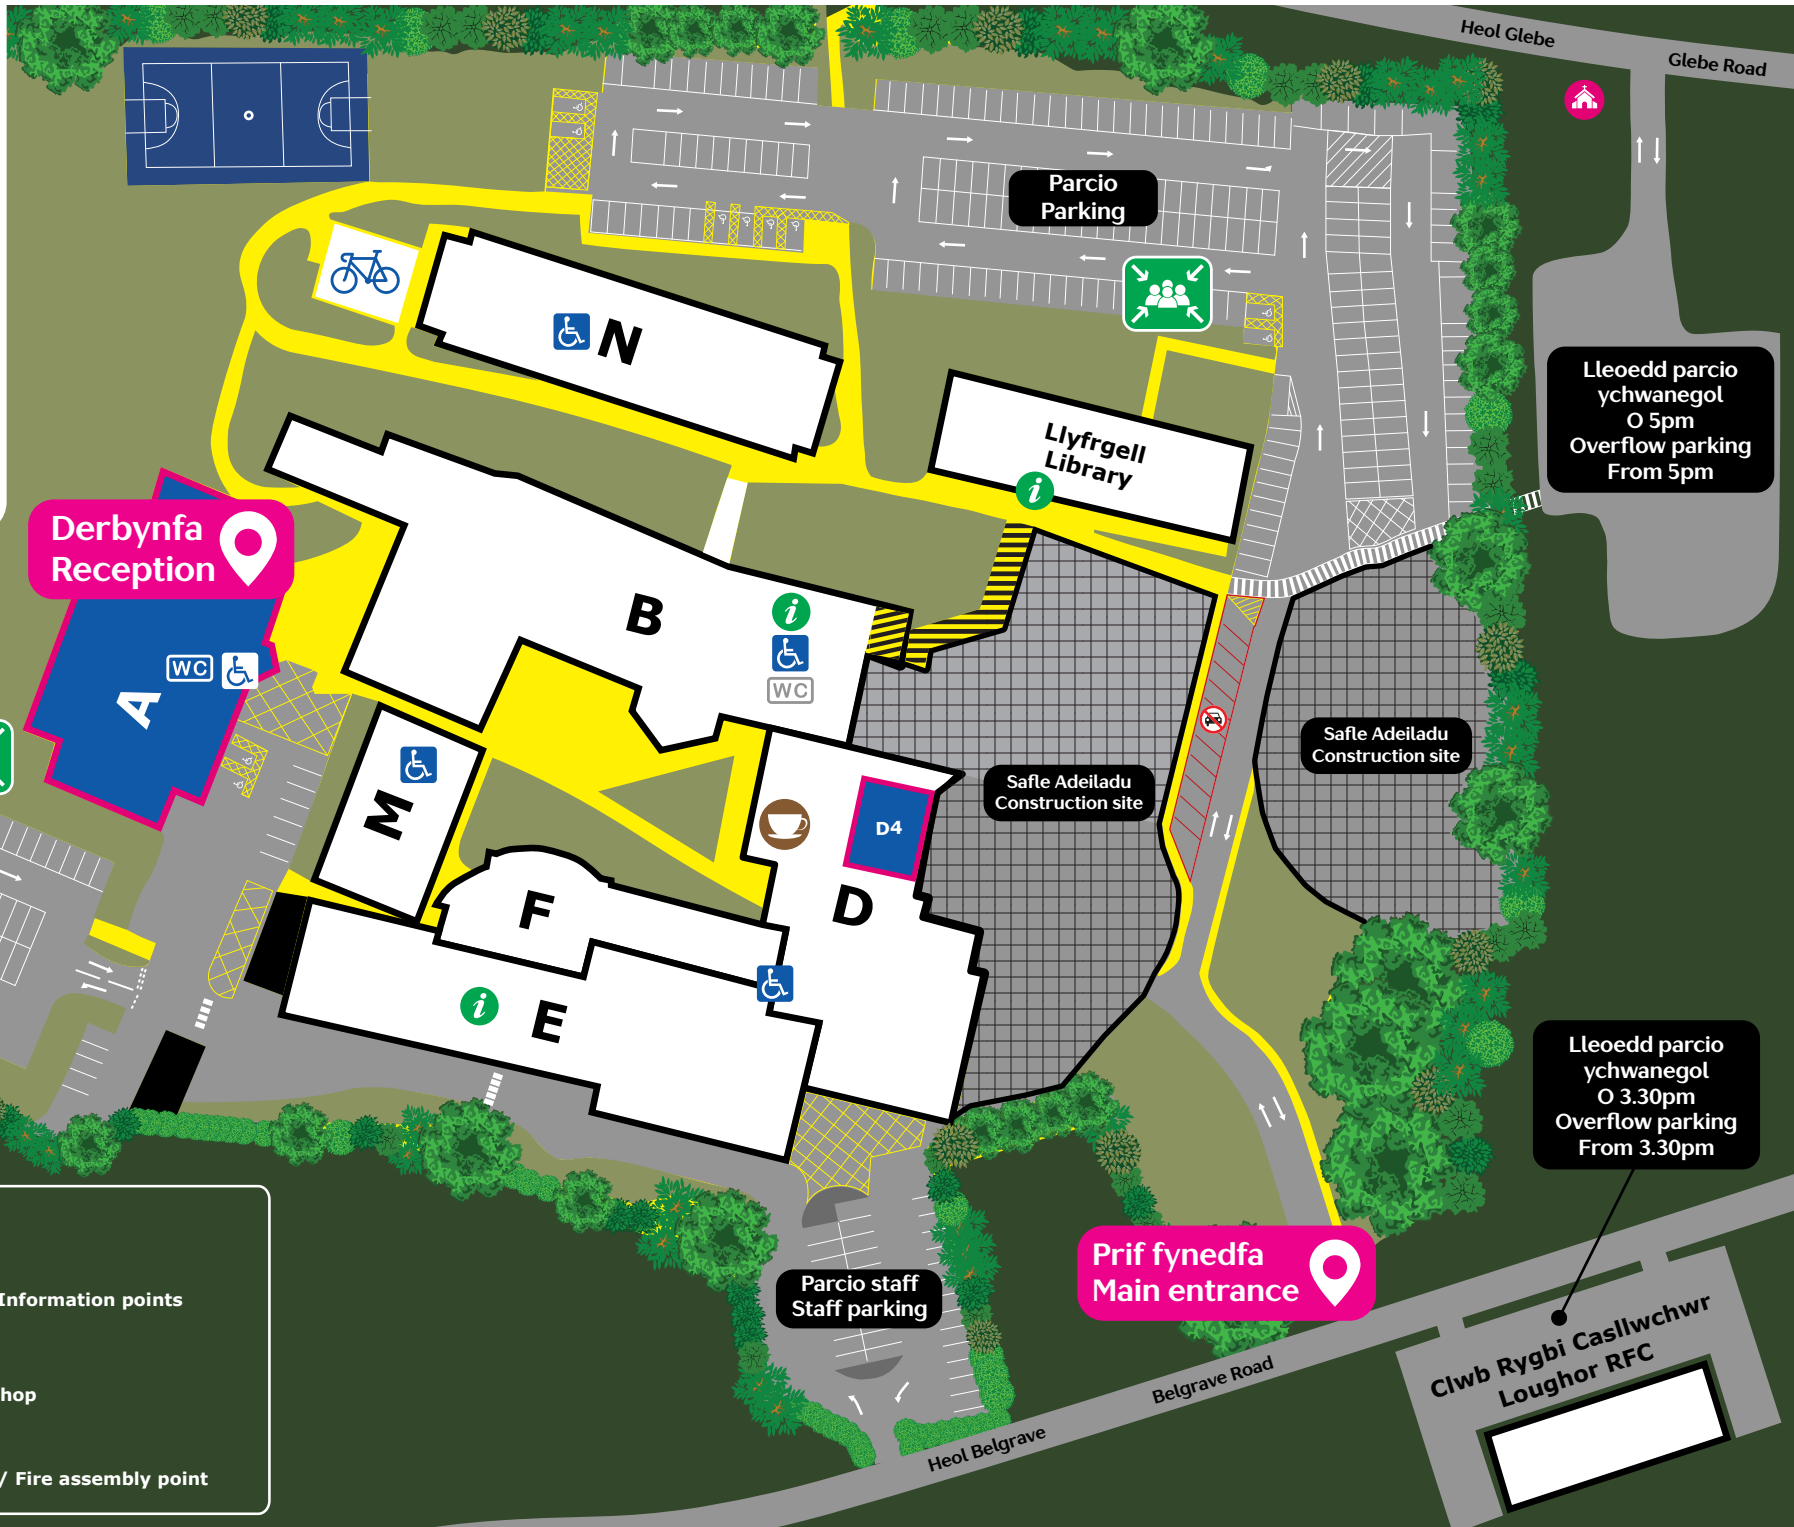 Heol Glebe
Glebe Road
Parcio
Parking
Lleoedd parcio
ychwanegol
O 5pm
Overflow parking
From 5pm
N
Llyfrgell
Library
i
Derbynfa
Reception
B
i
WC
WC
A
M
Safle Adeiladu
Construction site
Safle Adeiladu
Construction site
D4
D
F
E
i
Lleoedd parcio
ychwanegol
O 3.30pm
Overflow parking
From 3.30pm
Prif fynedfa
Main entrance
Parcio staff
Staff parking
Information points
hop
/ Fire assembly point
Clwb Rygbi Casllwchwr
Loughor RFC
Belgrave Road
Heol Belgrave